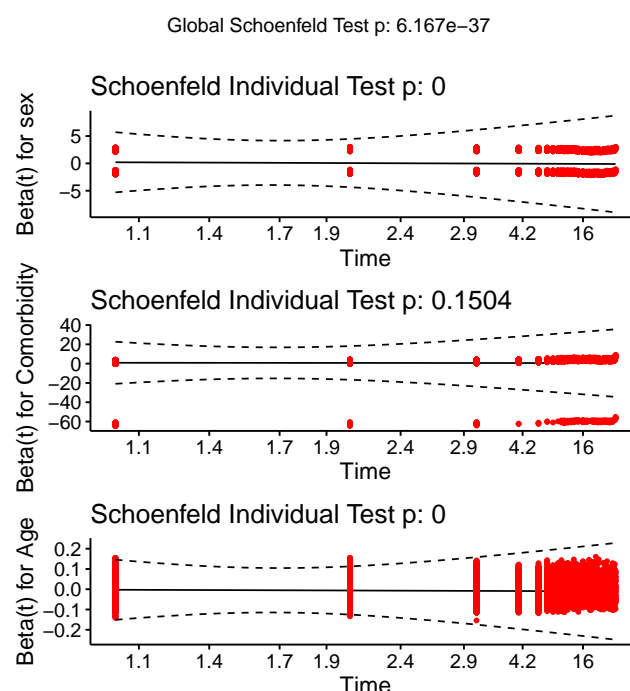 Global Schoenfeld Test p: 6.167e−37
Schoenfeld Individual Test p: 0
Beta(t) for sex
5
0
−5
1.1 1.4 1.7 1.9 2.4 2.9 4.2 16
Time
Schoenfeld Individual Test p: 0.1504
Beta(t) for Comorbidity
40
20
0
−20
−40
−60
1.1 1.4 1.7 1.9 2.4 2.9 4.2 16
Time
Schoenfeld Individual Test p: 0
Beta(t) for Age
0.2
0.1
0.0
−0.1
−0.2
1.1 1.4 1.7 1.9 2.4 2.9 4.2 16
Time